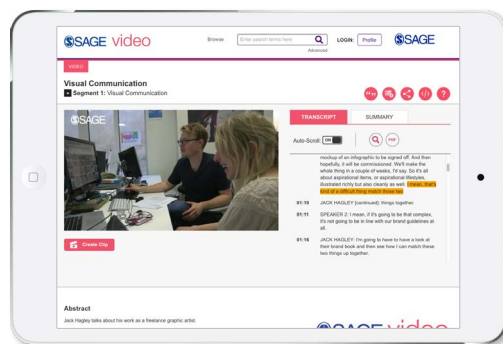 SAGE video
Browse
Enter search terms here
Advanced
LOGIN:
Profile
SAGE
VIDEO
Visual Communication
Segment 1: Visual Communication
SAGE
TRANSCRIPT
SUMMARY
Auto-Scroll:
ON
PDF
mockup of an infographic to be signed off. And then
hopefully, it will be commissioned. We'll make the
whole thing in a couple of weeks, I'd say. So it's all
about aspirational items, or aspirational lifestyles,
illustrated richly but also cleanly as well. I mean, that's
kind of a difficult thing match those two
01:10 JACK HAGLEY [continued]: things together.
01:11 SPEAKER 2: I mean, if it's going to be that complex,
it's not going to be in line with our brand guidelines at
all.
01:16 JACK HAGLEY: I'm going to have to have a look at
their brand book and then see how I can match these
two things up together.
Create Clip
Abstract
Jack Hagley talks about his work as a freelance graphic artist.
SAGE video